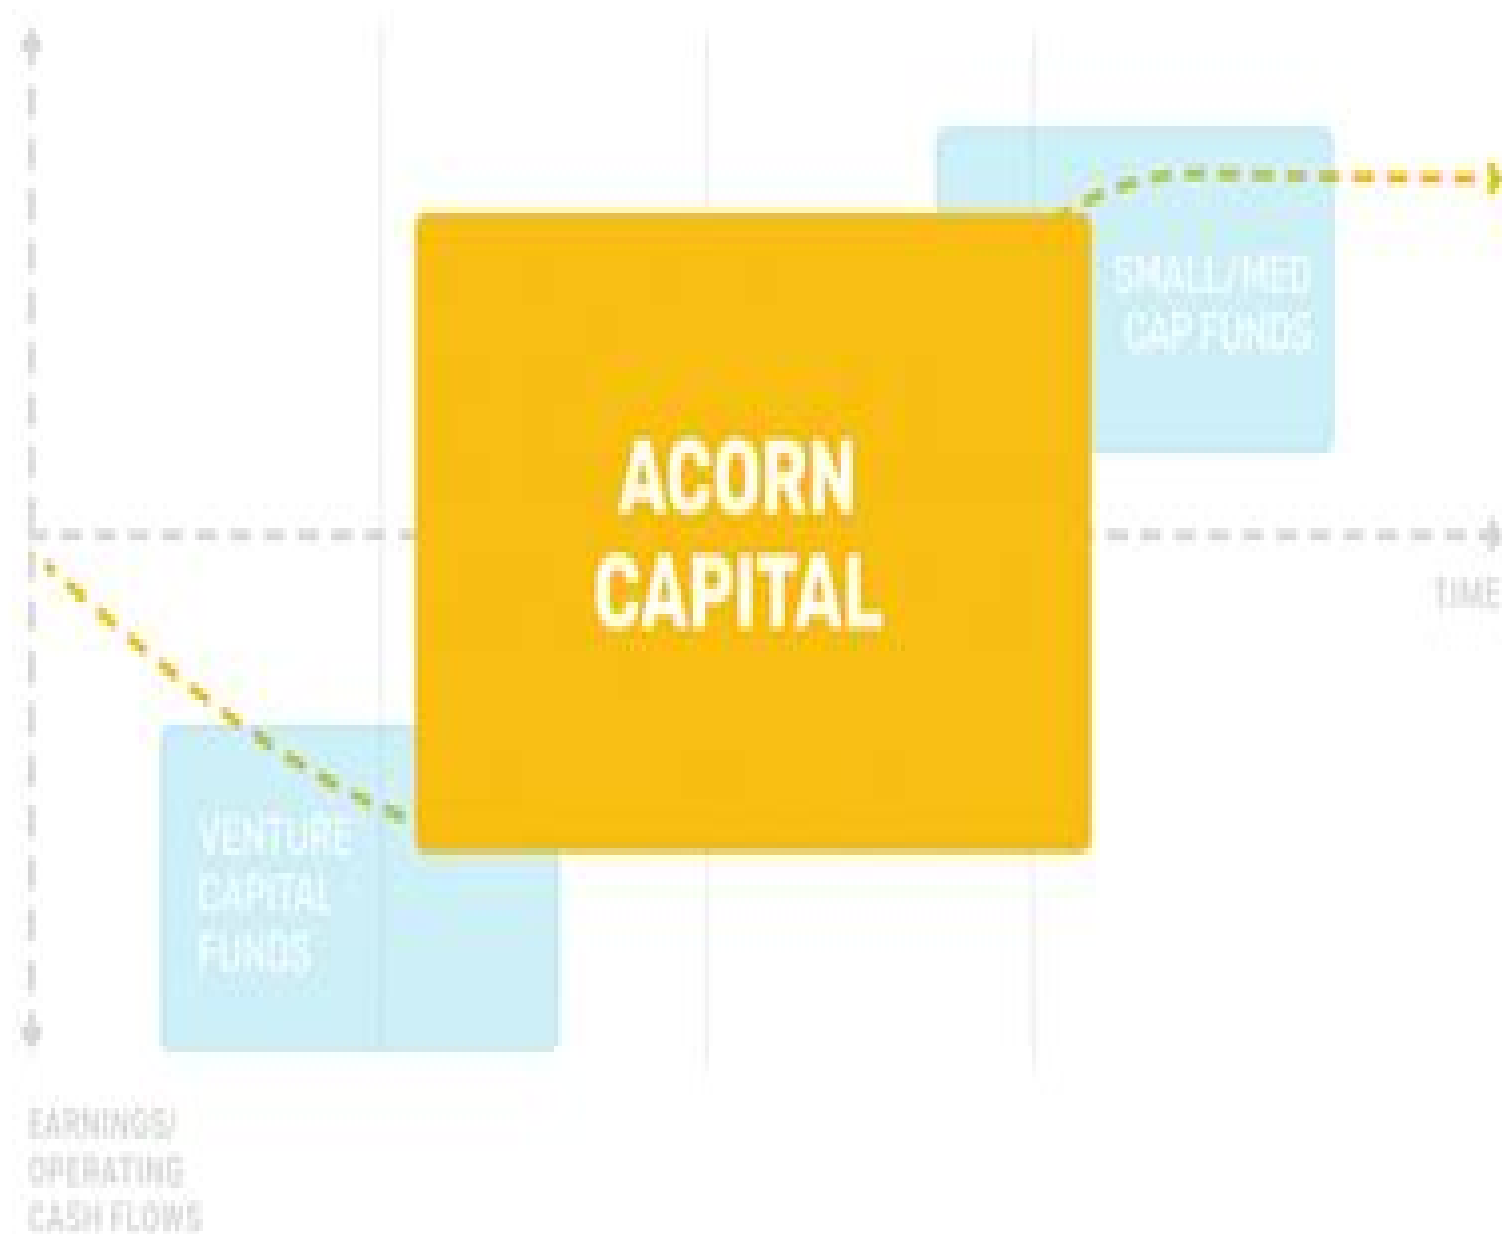 SMALL/MED
CAP FUNDS
ACORN
CAPITAL
TIME
VENTURE
CAPITAL
FUNDS
EARNINGS/
OPERATING
CASH FLOWS